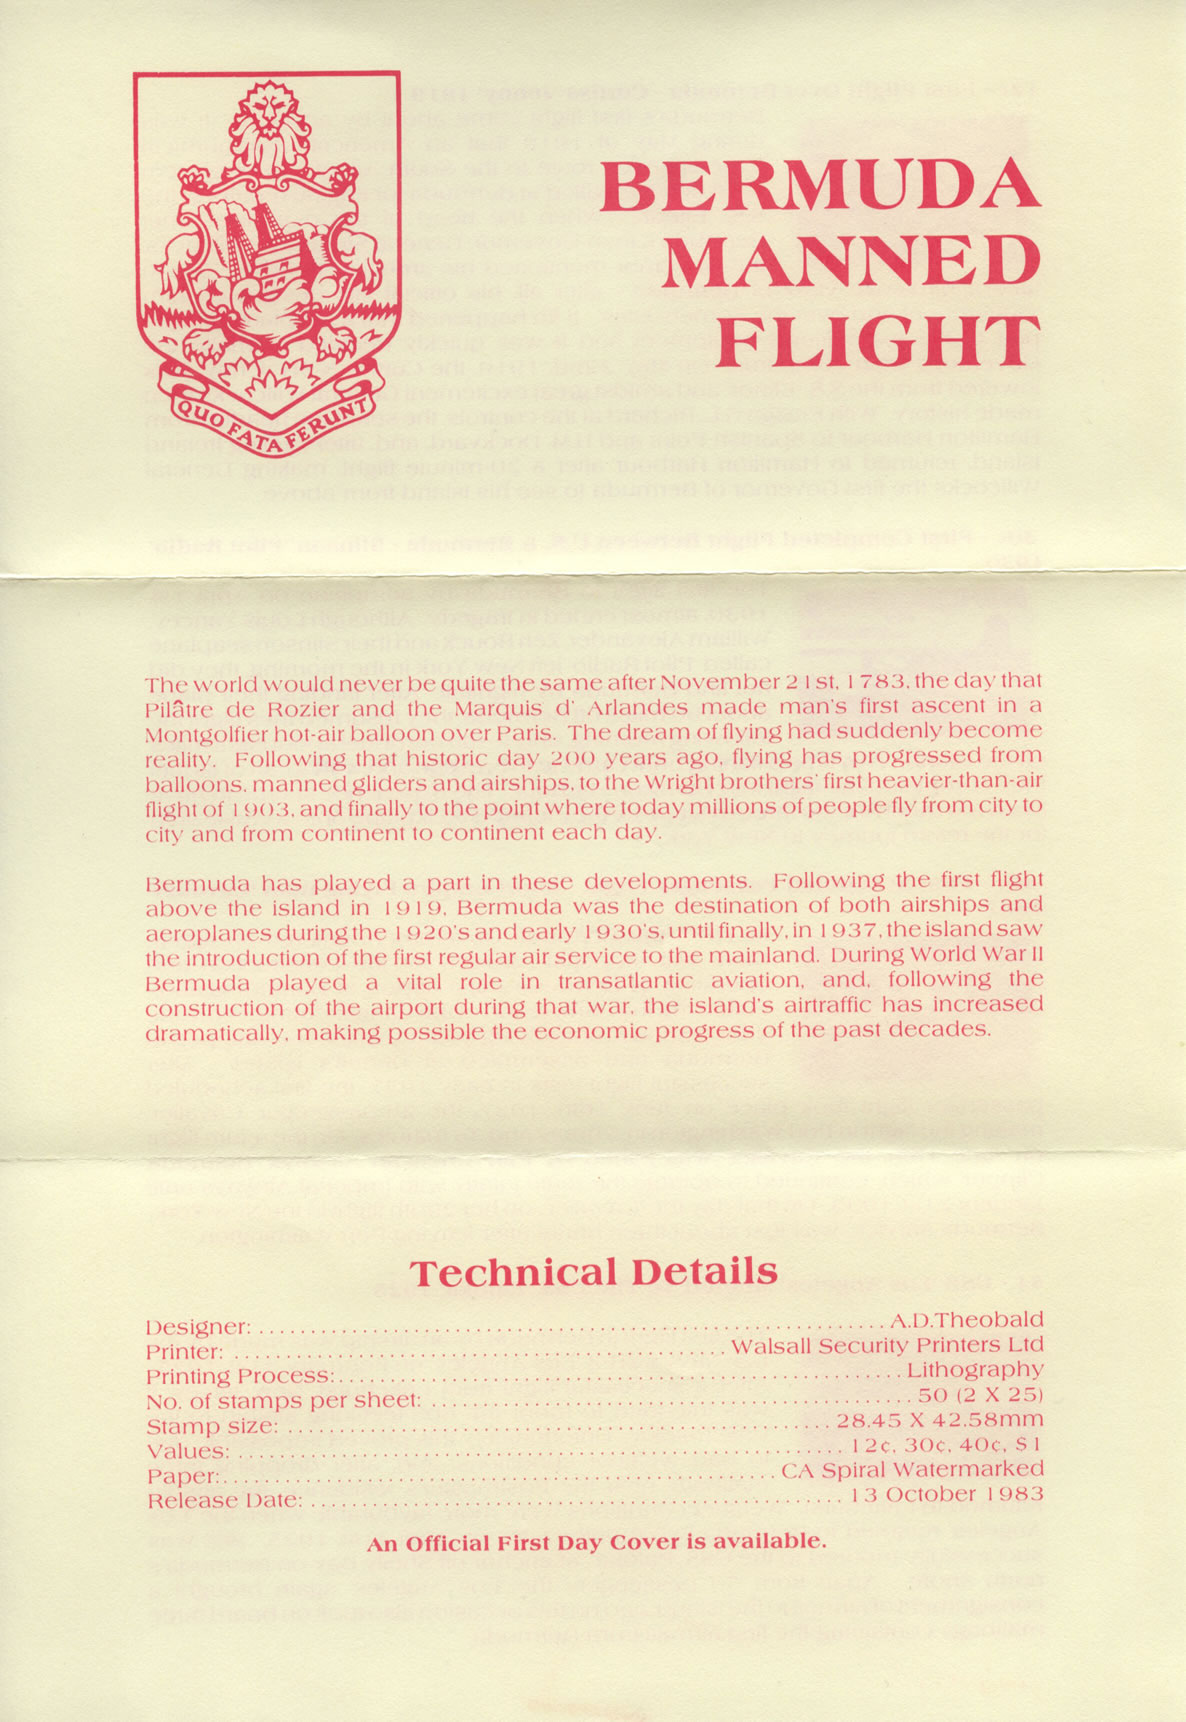 BERMUDA
MANNED
FLIGHT
QUO FATA FERUNT
The world would never be quite the same after November 21st, 1783, the day that
Pilâtre de Rozier and the Marquis d' Arlandes made man's first ascent in a
Montgolfier hot-air balloon over Paris. The dream of flying had suddenly become
reality. Following that historic day 200 years ago, flying has progressed from
balloons, manned gliders and airships, to the Wright brothers' first heavier-than-air
flight of 1903, and finally to the point where today millions of people fly from city to
city and from continent to continent each day.
Bermuda has played a part in these developments. Following the first flight
above the island in 1919, Bermuda was the destination of both airships and
aeroplanes during the 1920's and early 1930's, until finally, in 1937, the island saw
the introduction of the first regular air service to the mainland. During World War II
Bermuda played a vital role in transatlantic aviation, and, following the
construction of the airport during that war, the island's airtraffic has increased
dramatically, making possible the economic progress of the past decades.
Technical Details
Designer: ........ A.D.Theobald
Printer: ........ Walsall Security Printers Ltd
Printing Process: ........ Lithography
No. of stamps per sheet: ........ 50 (2 X 25)
Stamp size: ........ 28.45 X 42.58mm
Values: ........ 12¢, 30¢, 40¢, $1
Paper: ........ CA Spiral Watermarked
Release Date: ........ 13 October 1983
An Official First Day Cover is available.